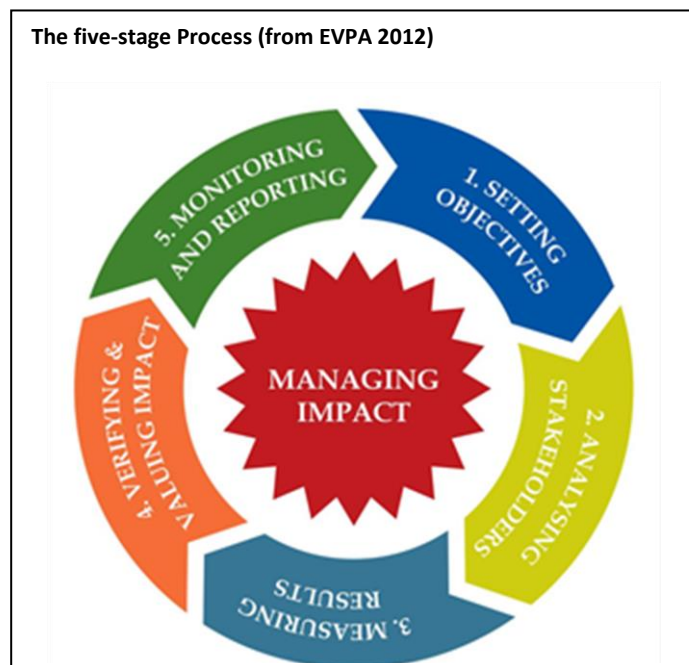 The five-stage Process (from EVPA 2012)
1. SETTING
OBJECTIVES
2. ANALYSING
STAKEHOLDERS
3. MEASURING
RESULTS
4. VERIFYING &
VALUING IMPACT
5. MONITORING
AND REPORTING
MANAGING
IMPACT